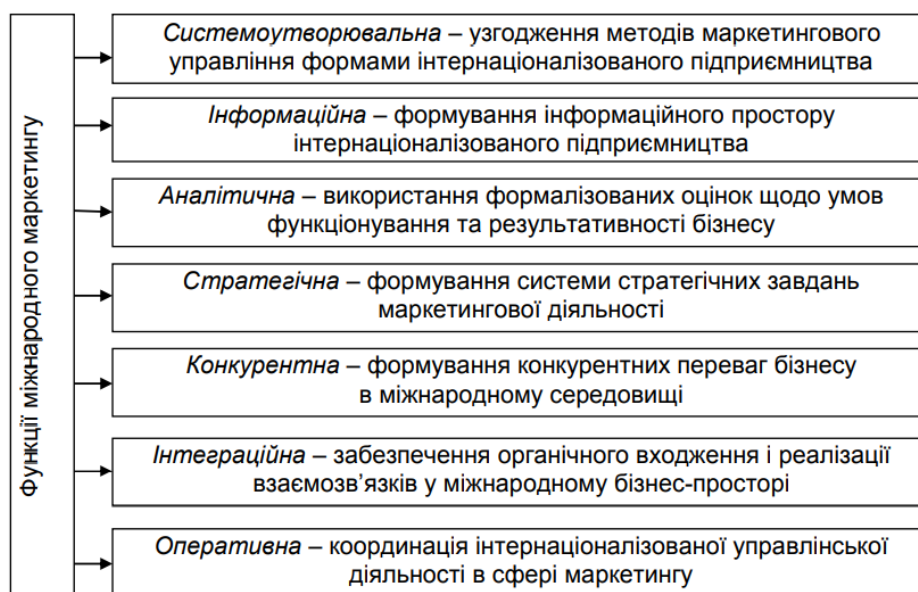 Функції міжнародного маркетингу
Системоутворювальна – узгодження методів маркетингового
управління формами інтернаціоналізованого підприємництва
Інформаційна – формування інформаційного простору
інтернаціоналізованого підприємництва
Аналітична – використання формалізованих оцінок щодо умов
функціонування та результативності бізнесу
Стратегічна – формування системи стратегічних завдань
маркетингової діяльності
Конкурентна – формування конкурентних переваг бізнесу
в міжнародному середовищі
Інтеграційна – забезпечення органічного входження і реалізації
взаємозв’язків у міжнародному бізнес-просторі
Оперативна – координація інтернаціоналізованої управлінської
діяльності в сфері маркетингу